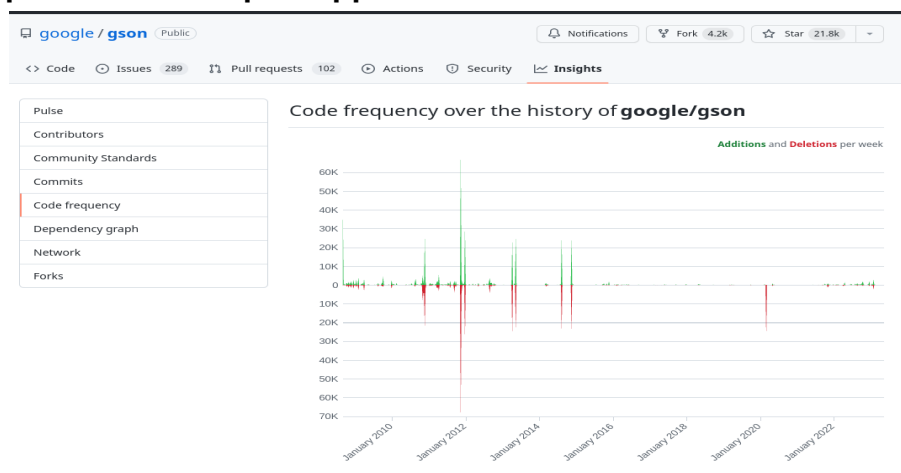 google / gson Public
Notifications Fork 4.2k Star 21.8k
Code Issues 289 Pull requests 102 Actions Security Insights
Pulse
Contributors
Community Standards
Commits
Code frequency
Dependency graph
Network
Forks
Code frequency over the history of google/gson
Additions and Deletions per week
60K
50K
40K
30K
20K
10K
0
10K
20K
30K
40K
50K
60K
70K
January 2010
January 2012
January 2014
January 2016
January 2018
January 2020
January 2022